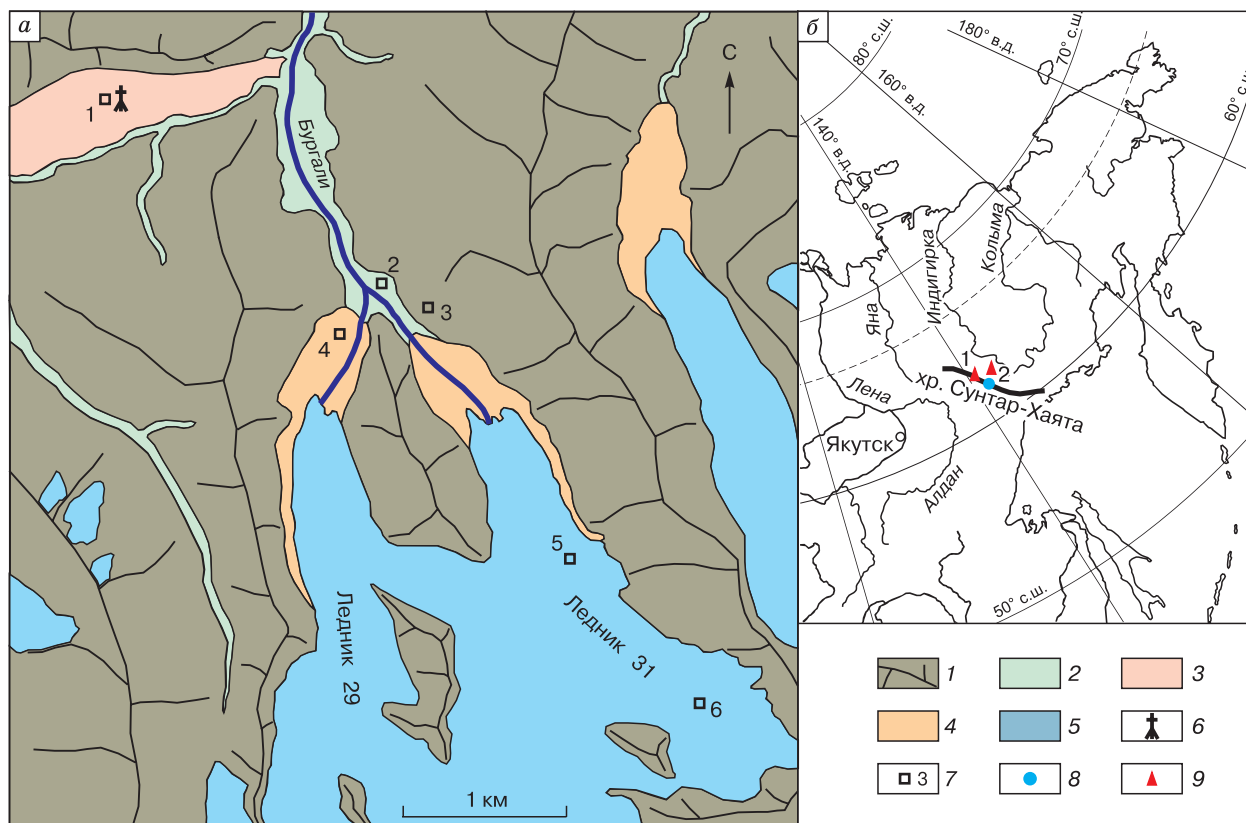 а
С
1
Бургали
2
3
4
5
6
Ледник 29
Ледник 31
1 км
б
80° с.ш.
70° с.ш.
180° в.д.
160° в.д.
140° в.д.
60° с.ш.
Колыма
Индигирка
Яна
1
2
хр. Сунтар-Хаята
Лена
Якутск
Алдан
50° с.ш.
1
2
3
4
5
6
3 7
8
9